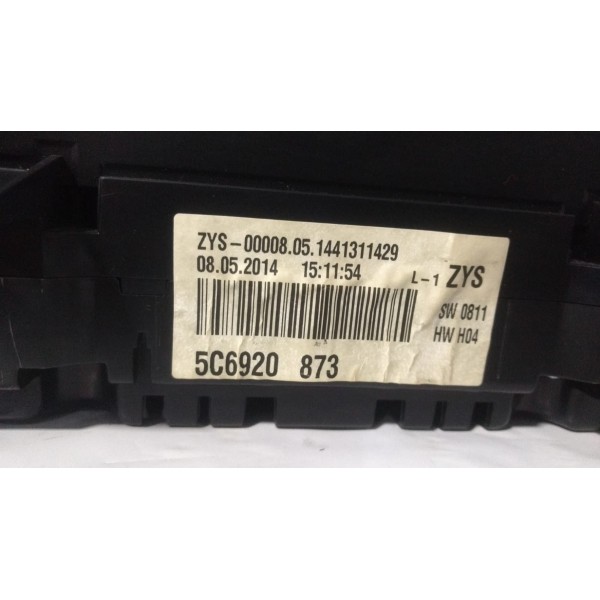 ZYS-00008.05.1441311429
08.05.2014 15:11:54 L-1 ZYS
SW 0811
HW H04
5C6920 873